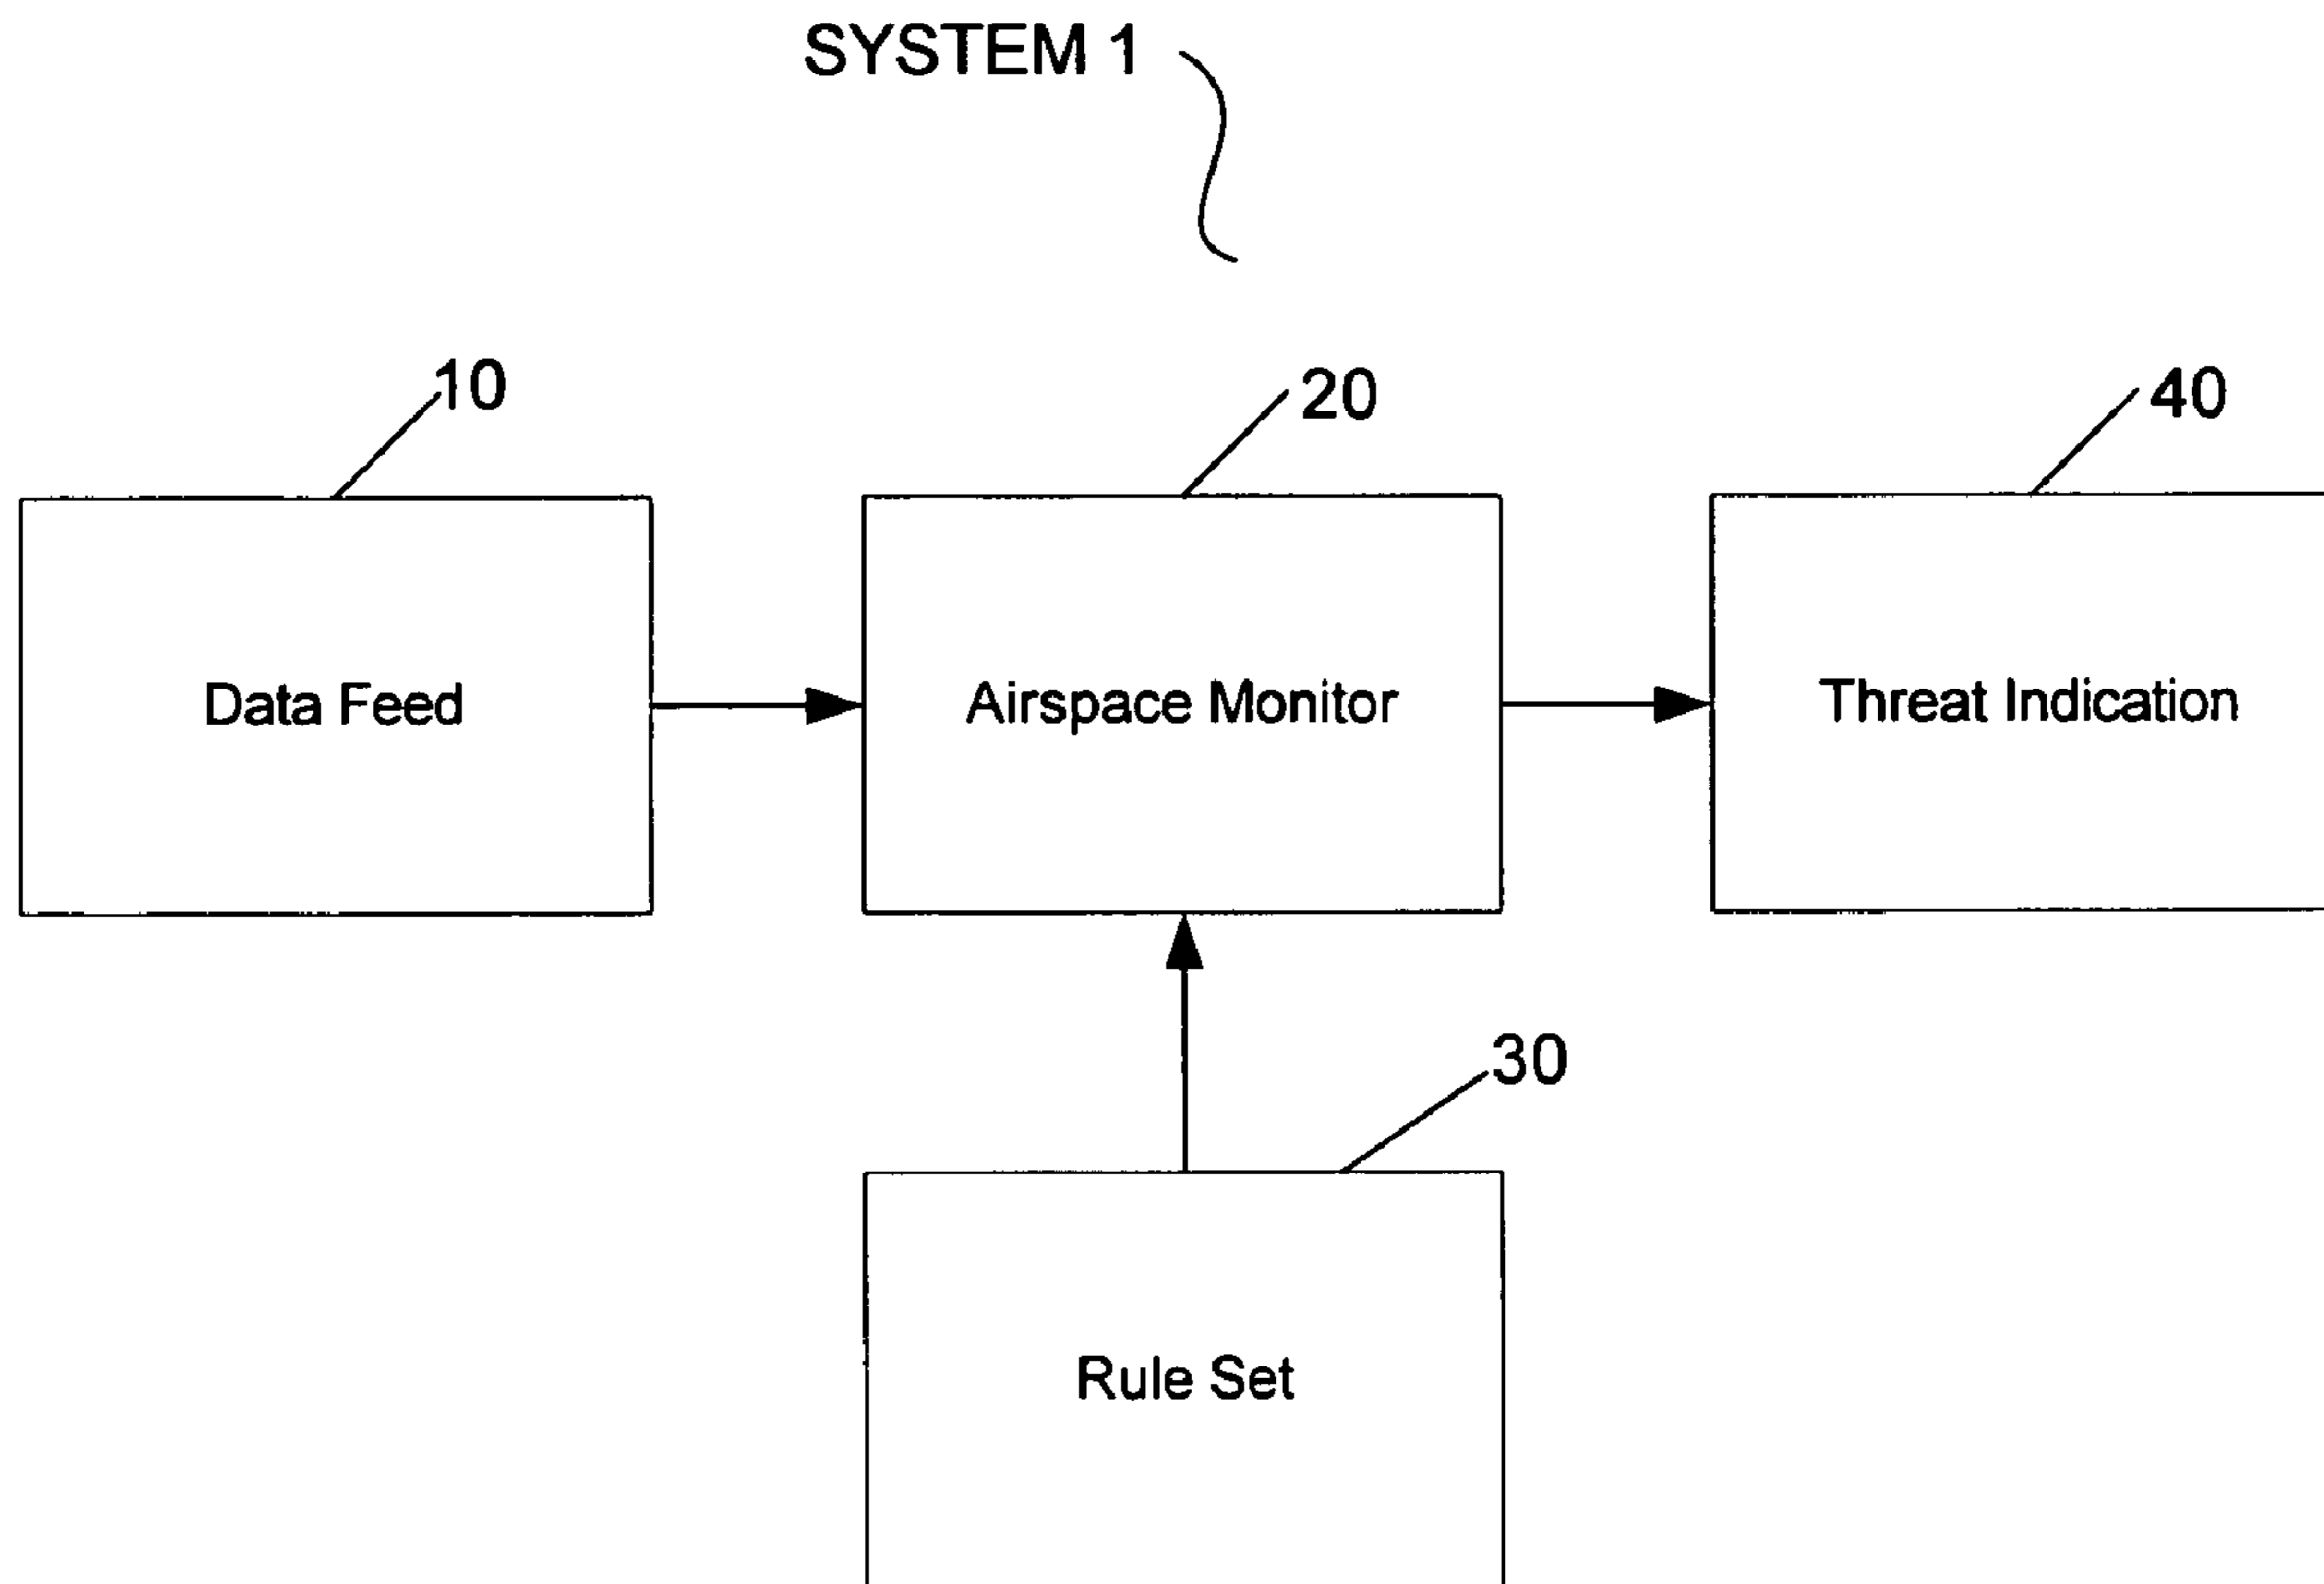 SYSTEM 1
10
20
40
Data Feed
Airspace Monitor
Threat Indication
30
Rule Set